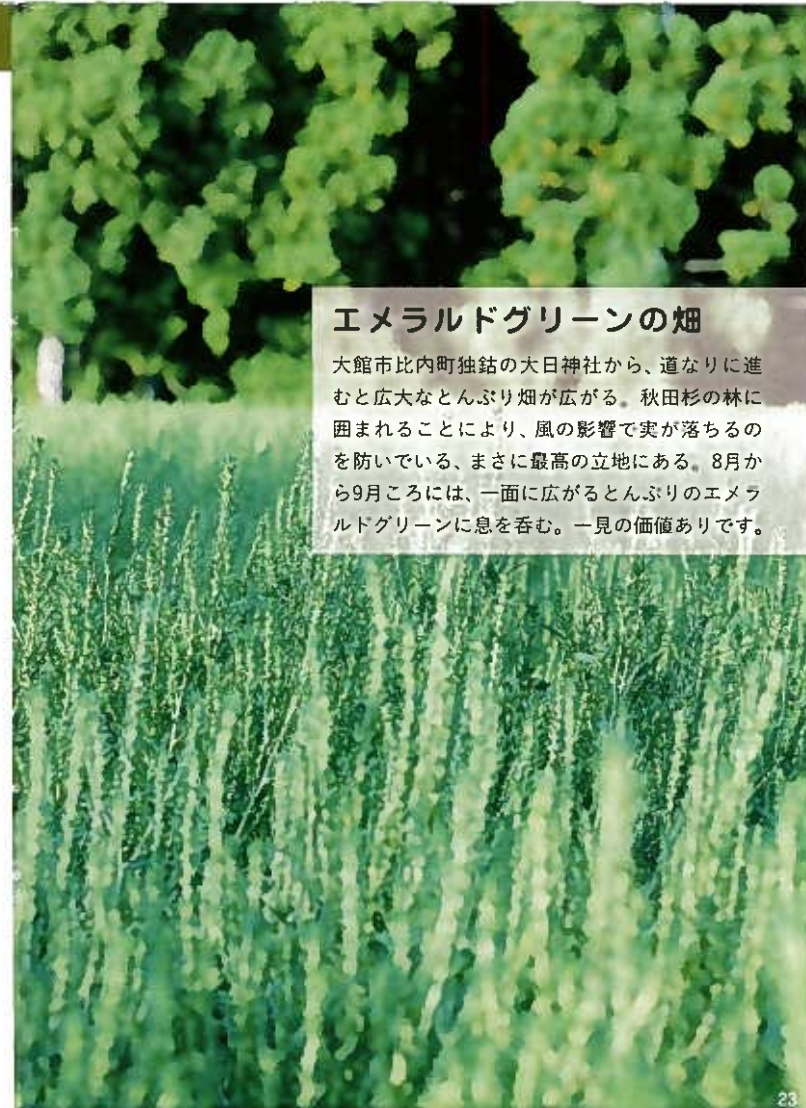 エメラルドグリーンの畑
大館市比内町独鈷の大日神社から、道なりに進
むと広大なとんぶり畑が広がる。秋田杉の林に
囲まれることにより、風の影響で実が落ちるの
を防いでいる、まさに最高の立地にある。8月か
ら9月ころには、一面に広がるとんぶりのエメラ
ルドグリーンに息を呑む。一見の価値ありです。
23